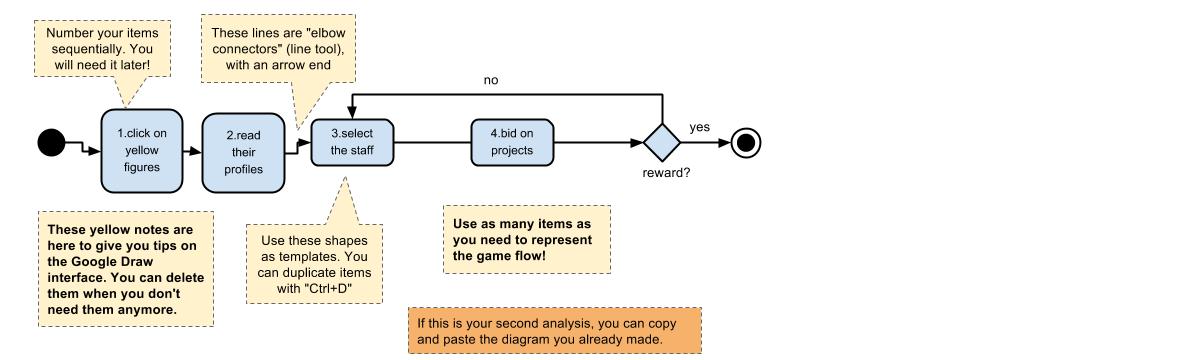 Number your items
sequentially. You
will need it later!
These lines are "elbow
connectors" (line tool),
with an arrow end
no
1.click on
yellow
figures
2.read
their
profiles
3.select
the staff
4.bid on
projects
yes
reward?
These yellow notes are
here to give you tips on
the Google Draw
interface. You can delete
them when you don't
need them anymore.
Use these shapes
as templates. You
can duplicate items
with "Ctrl+D"
Use as many items as
you need to represent
the game flow!
If this is your second analysis, you can copy
and paste the diagram you already made.